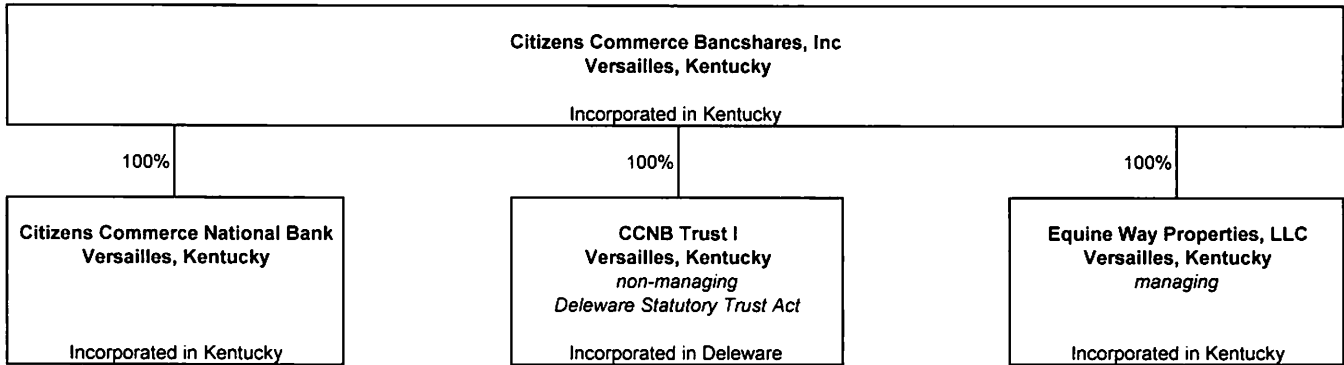 Citizens Commerce Bancshares, Inc
Versailles, Kentucky
Incorporated in Kentucky
100%
100%
100%
Citizens Commerce National Bank
Versailles, Kentucky
Incorporated in Kentucky
CCNB Trust I
Versailles, Kentucky
non-managing
Deleware Statutory Trust Act
Incorporated in Deleware
Equine Way Properties, LLC
Versailles, Kentucky
managing
Incorporated in Kentucky